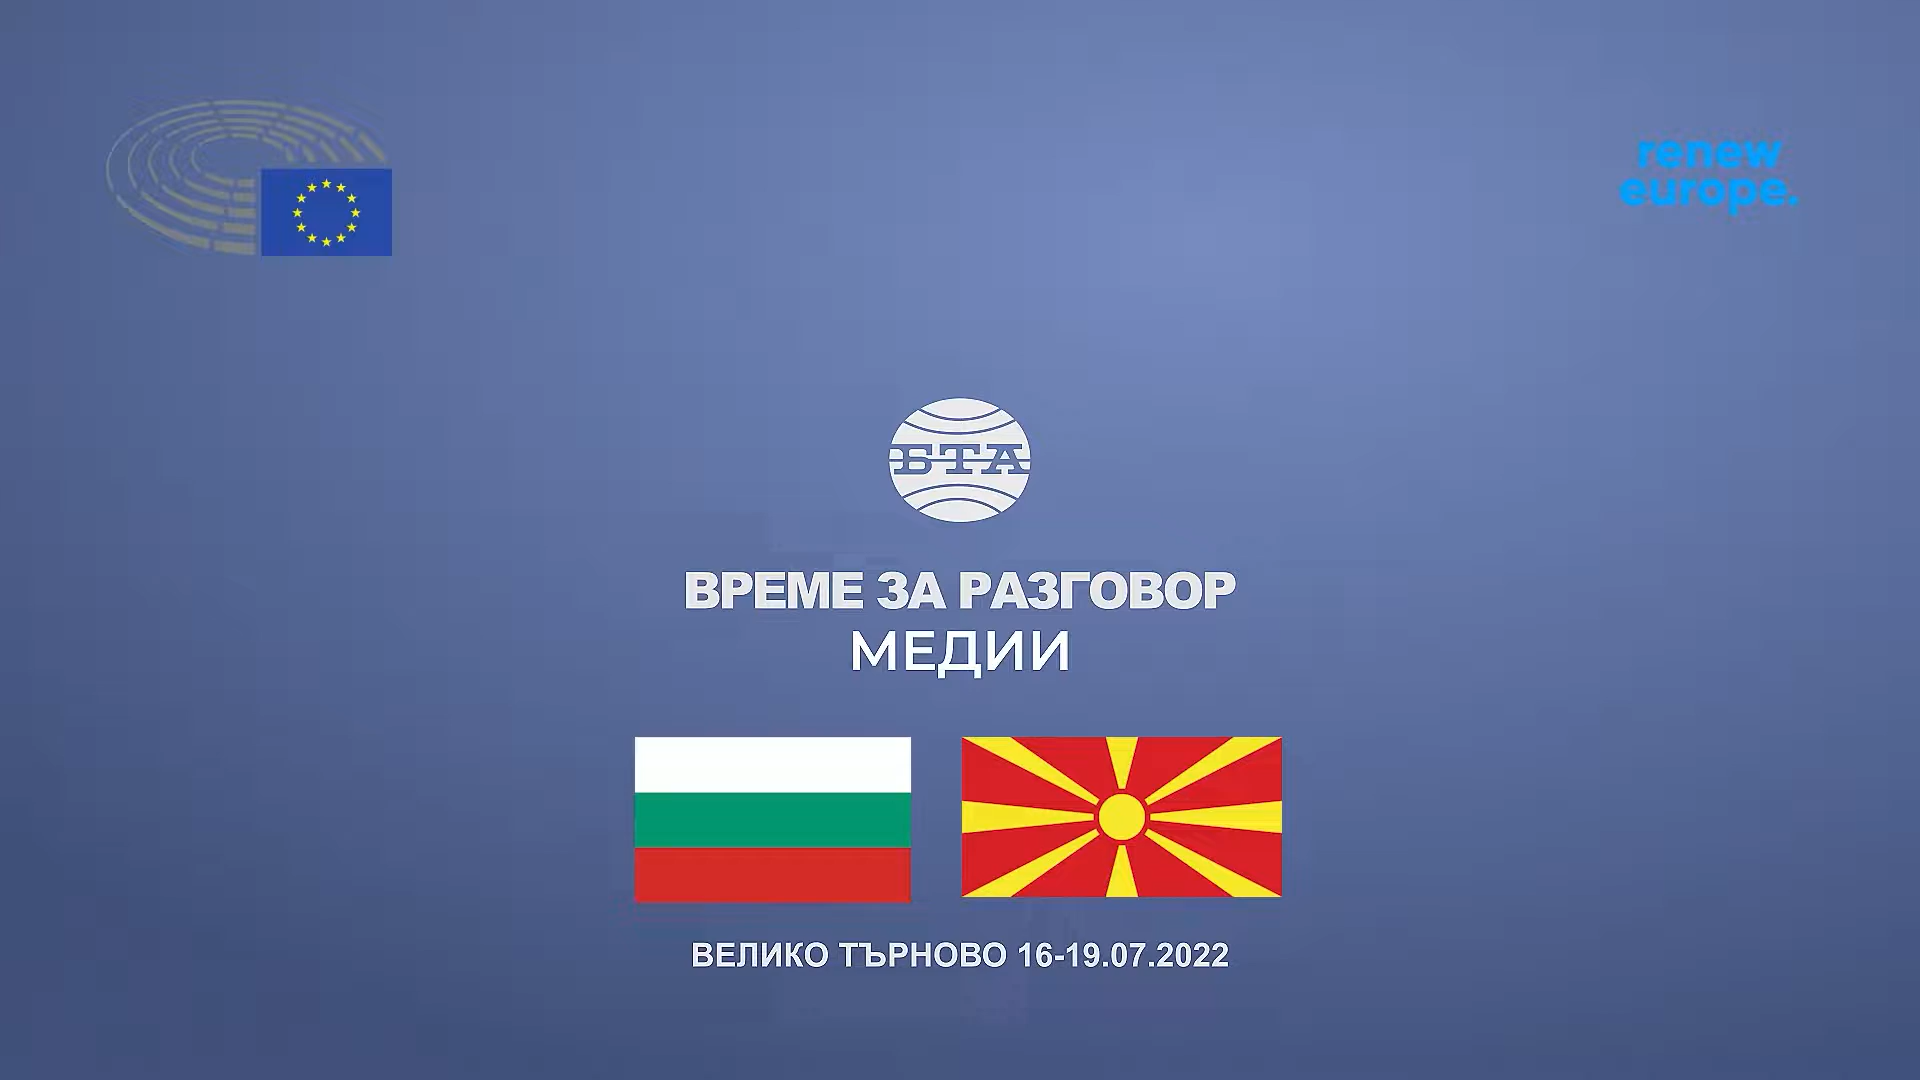 renew
europe.
БТА
ВРЕМЕ ЗА РАЗГОВОР
МЕДИИ
ВЕЛИКО ТЪРНОВО 16-19.07.2022